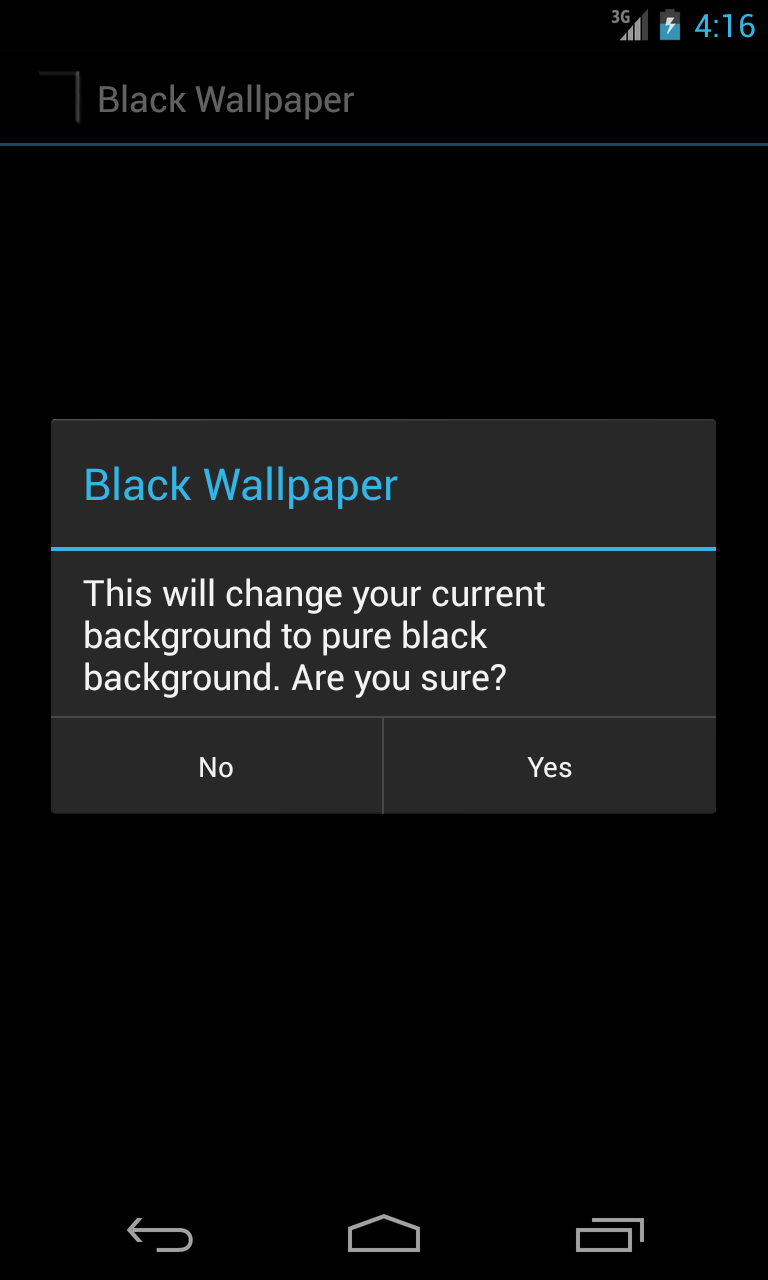 3G 4:16
Black Wallpaper
Black Wallpaper
This will change your current
background to pure black
background. Are you sure?
No Yes